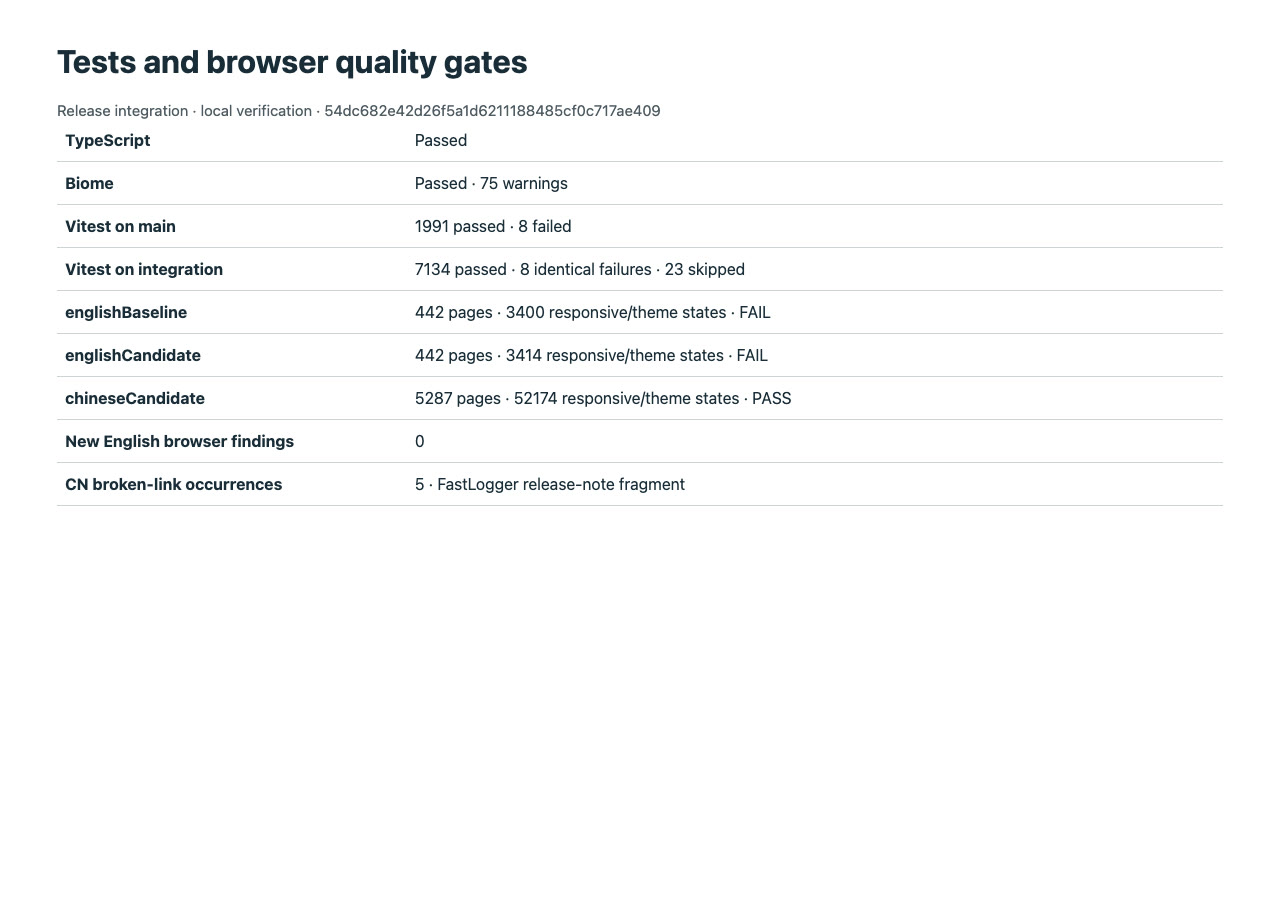 Tests and browser quality gates
Release integration · local verification · 54dc682e42d26f5a1d6211188485cf0c717ae409
TypeScript Passed
Biome Passed · 75 warnings
Vitest on main 1991 passed · 8 failed
Vitest on integration 7134 passed · 8 identical failures · 23 skipped
englishBaseline 442 pages · 3400 responsive/theme states · FAIL
englishCandidate 442 pages · 3414 responsive/theme states · FAIL
chineseCandidate 5287 pages · 52174 responsive/theme states · PASS
New English browser findings 0
CN broken-link occurrences 5 · FastLogger release-note fragment